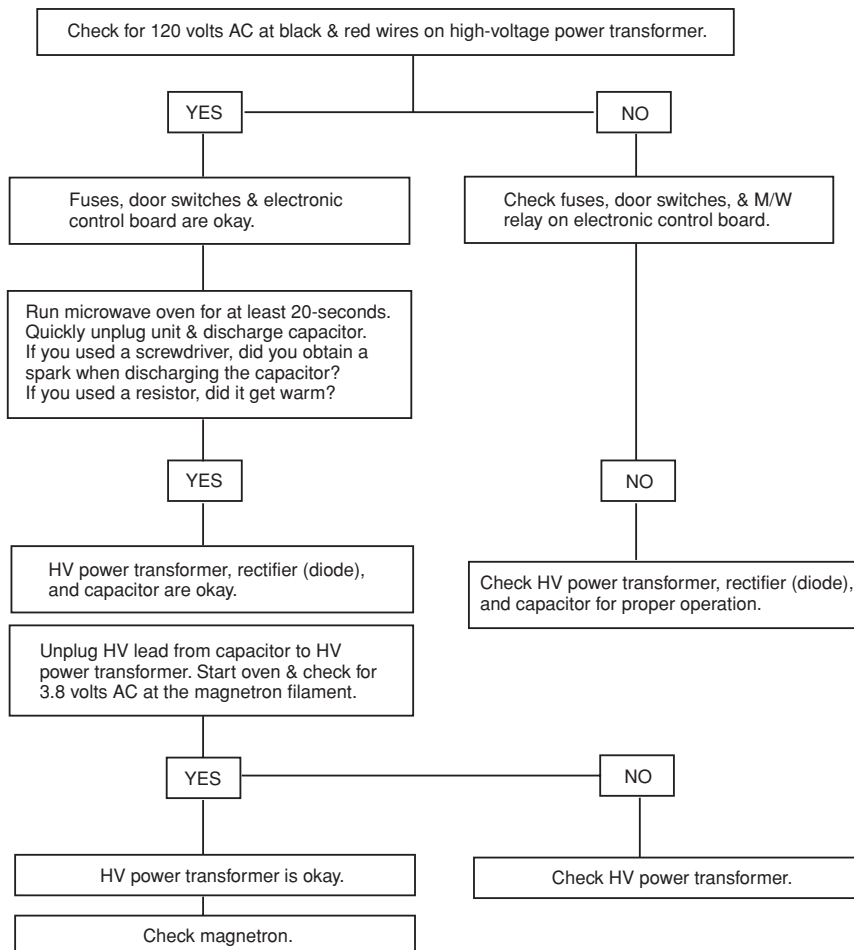 Check for 120 volts AC at black & red wires on high-voltage power transformer.
YES
NO
Fuses, door switches & electronic
control board are okay.
Check fuses, door switches, & M/W
relay on electronic control board.
Run microwave oven for at least 20-seconds.
Quickly unplug unit & discharge capacitor.
If you used a screwdriver, did you obtain a
spark when discharging the capacitor?
If you used a resistor, did it get warm?
YES
NO
HV power transformer, rectifier (diode),
and capacitor are okay.
Check HV power transformer, rectifier (diode),
and capacitor for proper operation.
Unplug HV lead from capacitor to HV
power transformer. Start oven & check for
3.8 volts AC at the magnetron filament.
YES
NO
HV power transformer is okay.
Check HV power transformer.
Check magnetron.